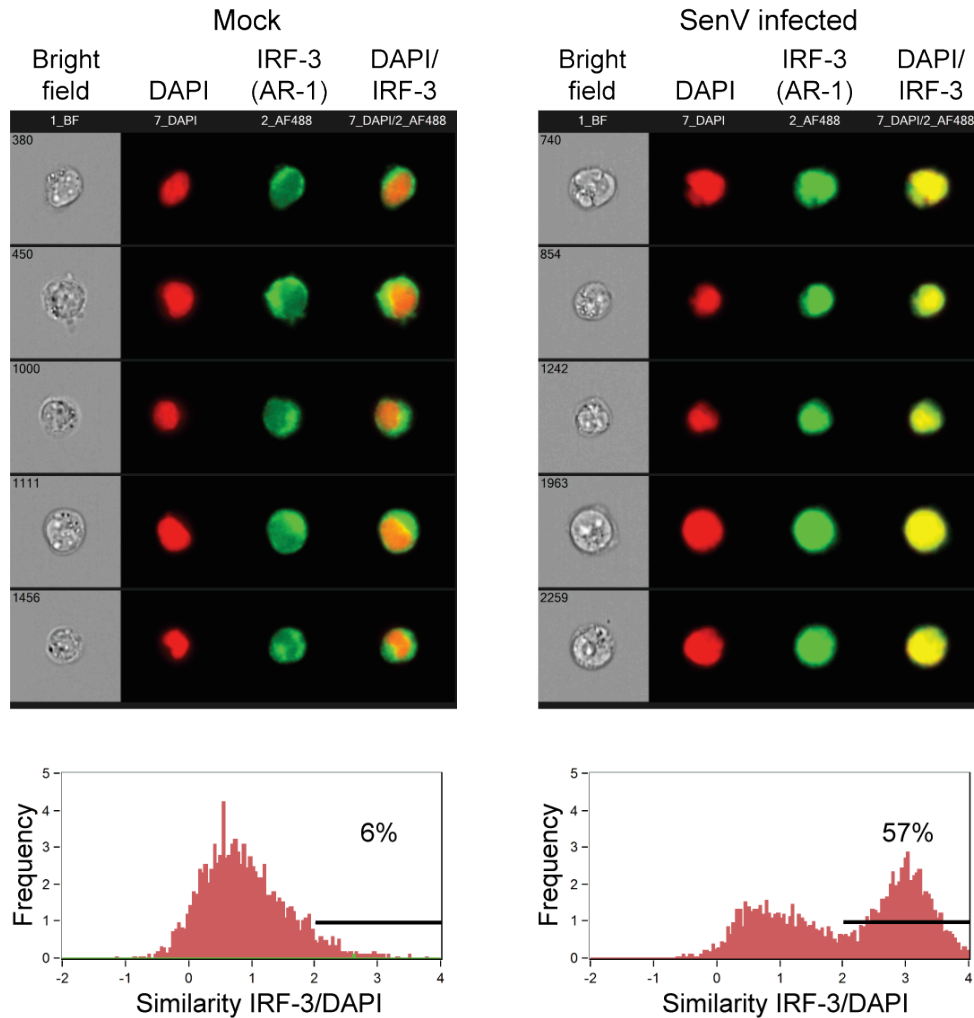 Mock
Bright field
DAPI
IRF-3 (AR-1)
DAPI/ IRF-3
1_BF
7_DAPI
2_AF488
7_DAPI/2_AF488
380
450
1000
1111
1456
SenV infected
Bright field
DAPI
IRF-3 (AR-1)
DAPI/ IRF-3
1_BF
7_DAPI
2_AF488
7_DAPI/2_AF488
740
854
1242
1963
2259
Frequency
5
4
3
2
1
0
6%
-2 -1 0 1 2 3 4
Similarity IRF-3/DAPI
Frequency
5
4
3
2
1
0
57%
-2 -1 0 1 2 3 4
Similarity IRF-3/DAPI